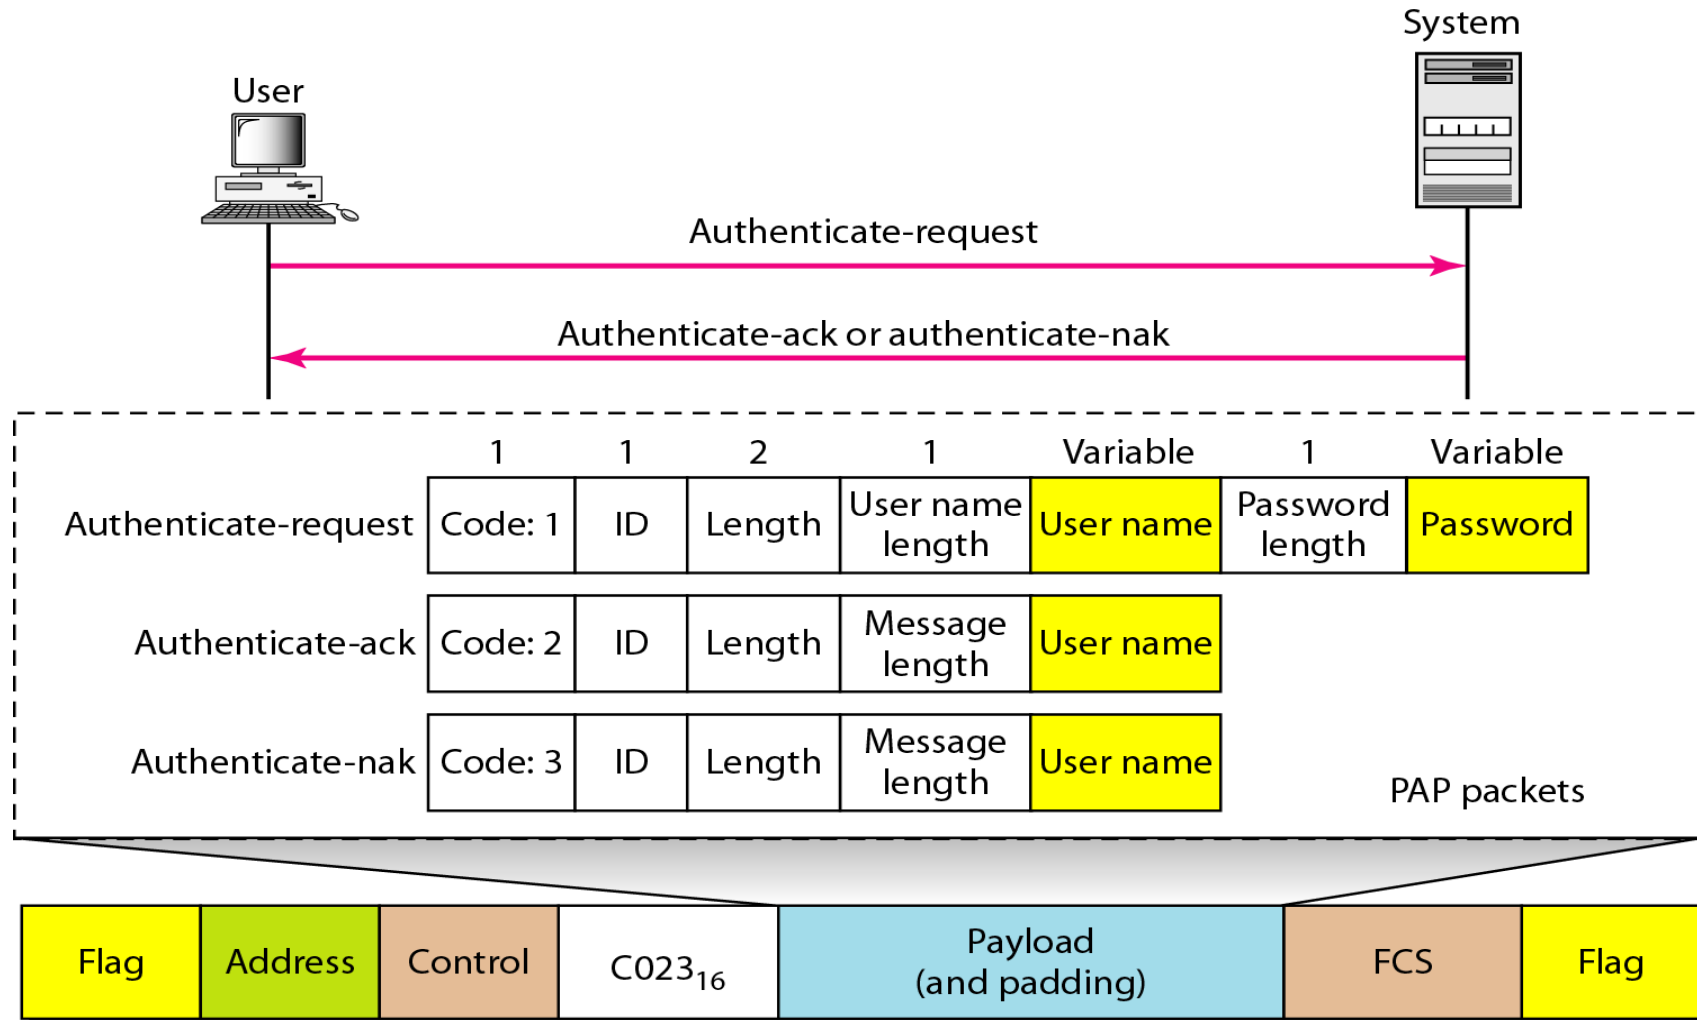 System
User
Authenticate-request
Authenticate-ack or authenticate-nak
1 1 2 1 Variable 1 Variable
Authenticate-request Code: 1 ID Length User name length User name Password length Password
Authenticate-ack Code: 2 ID Length Message length User name
Authenticate-nak Code: 3 ID Length Message length User name
PAP packets
Flag Address Control C023₁₆ Payload (and padding) FCS Flag